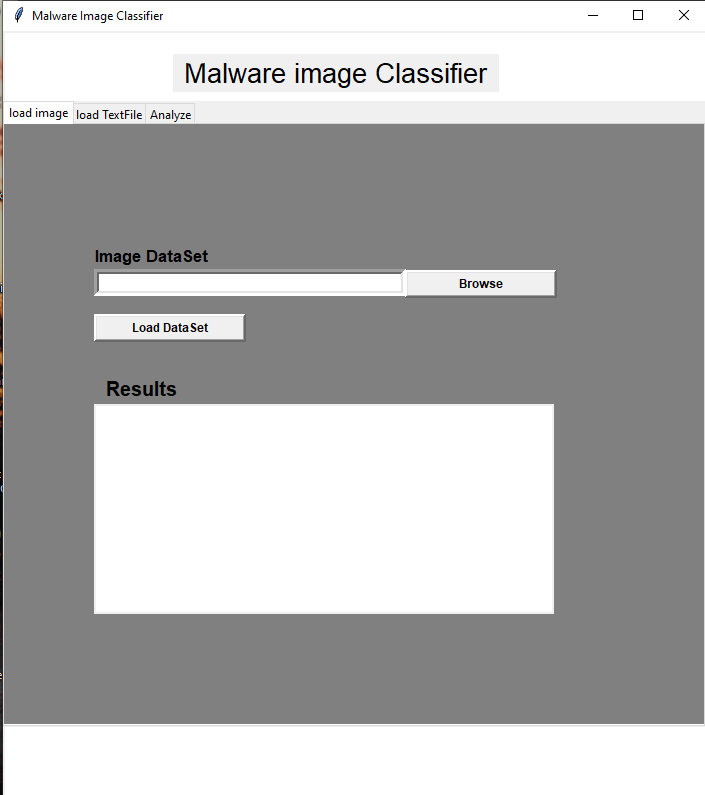 Malware Image Classifier
Malware image Classifier
load image load TextFile Analyze
Image DataSet
Browse
Load DataSet
Results